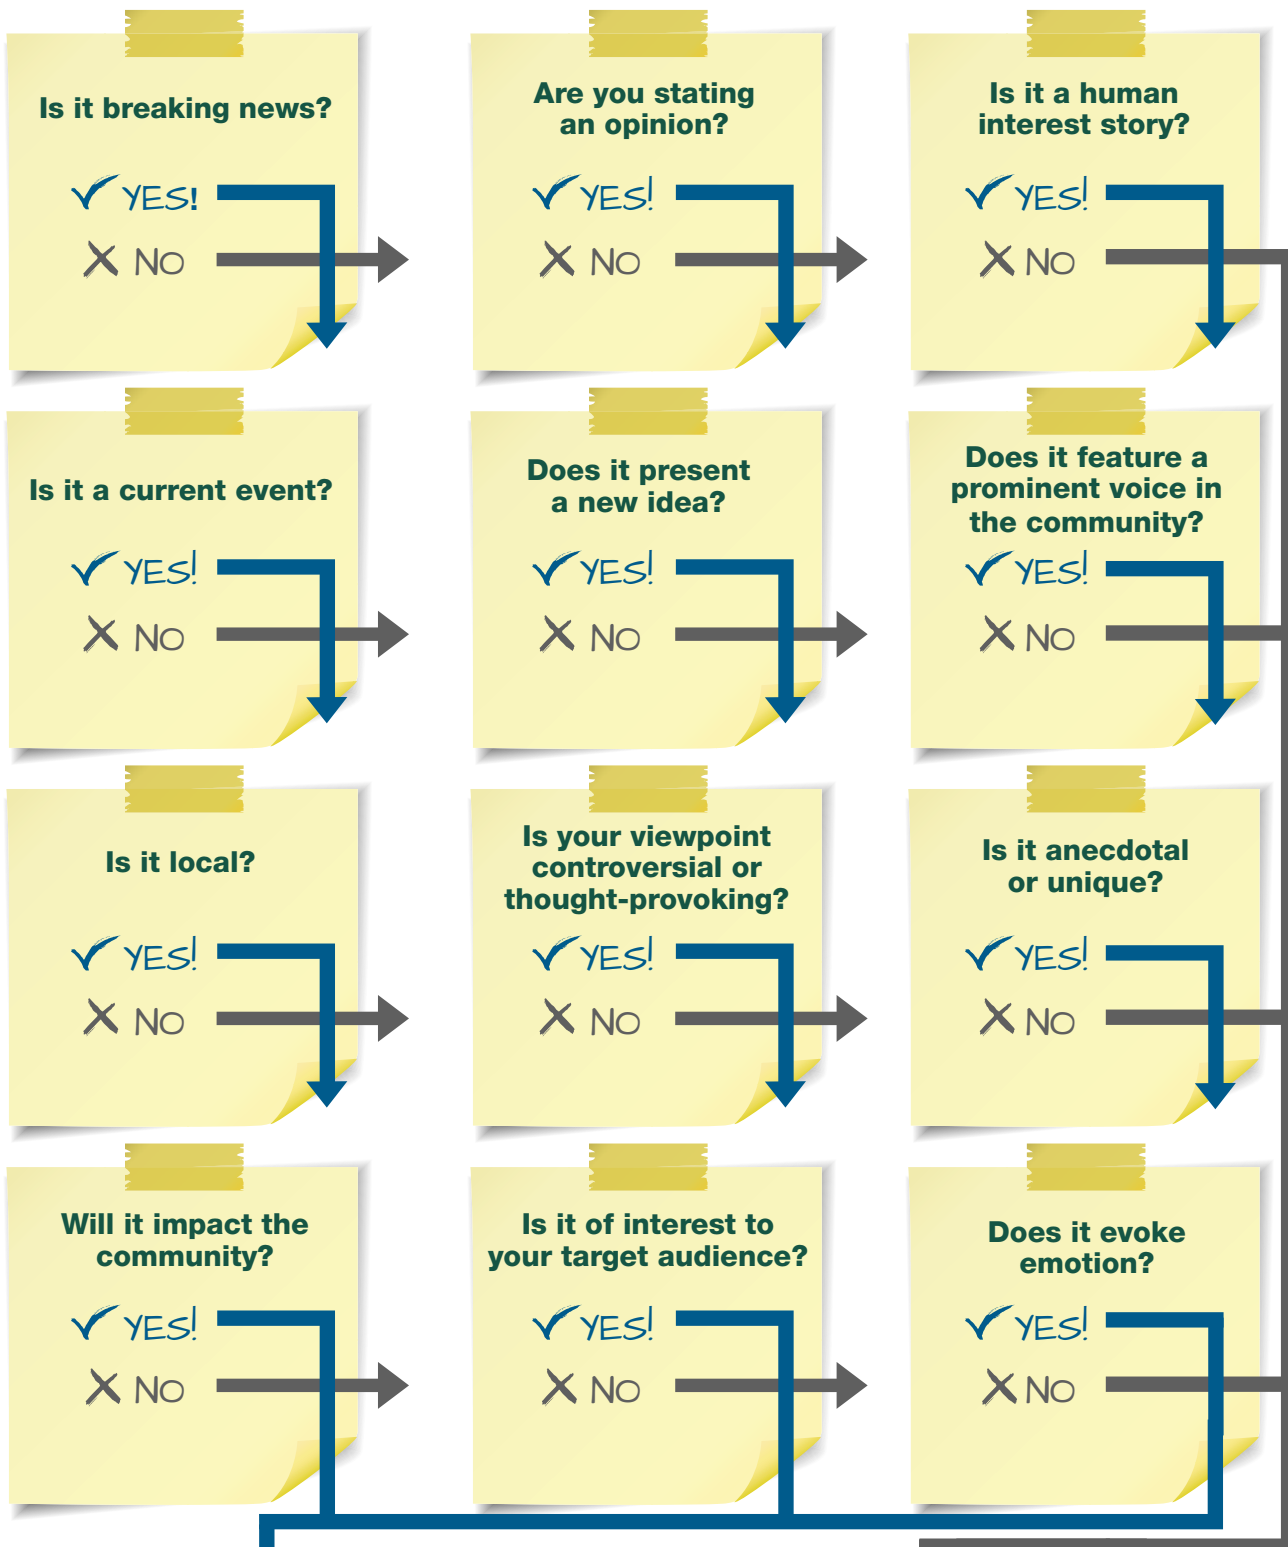 Is it breaking news?
YES!
NO
Are you stating
an opinion?
YES!
NO
Is it a human
interest story?
YES!
NO
Is it a current event?
YES!
NO
Does it present
a new idea?
YES!
NO
Does it feature a
prominent voice in
the community?
YES!
NO
Is it local?
YES!
NO
Is your viewpoint
controversial or
thought-provoking?
YES!
NO
Is it anecdotal
or unique?
YES!
NO
Will it impact the
community?
YES!
NO
Is it of interest to
your target audience?
YES!
NO
Does it evoke
emotion?
YES!
NO